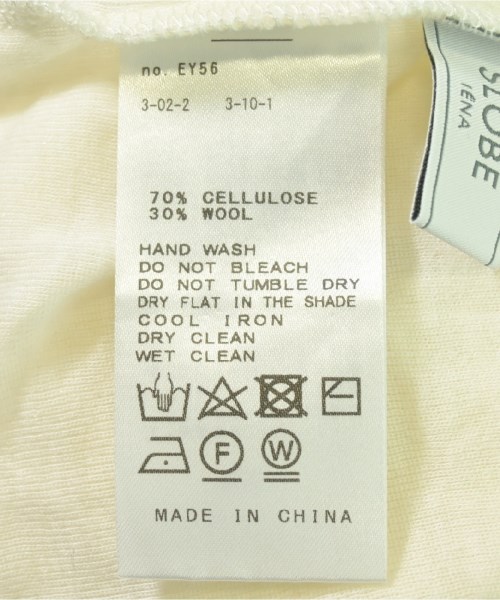 no. EY56
3-02-2 3-10-1
70% CELLULOSE
30% WOOL
HAND WASH
DO NOT BLEACH
DO NOT TUMBLE DRY
DRY FLAT IN THE SHADE
COOL IRON
DRY CLEAN
WET CLEAN
F W
MADE IN CHINA
SLOBE
IÉNA